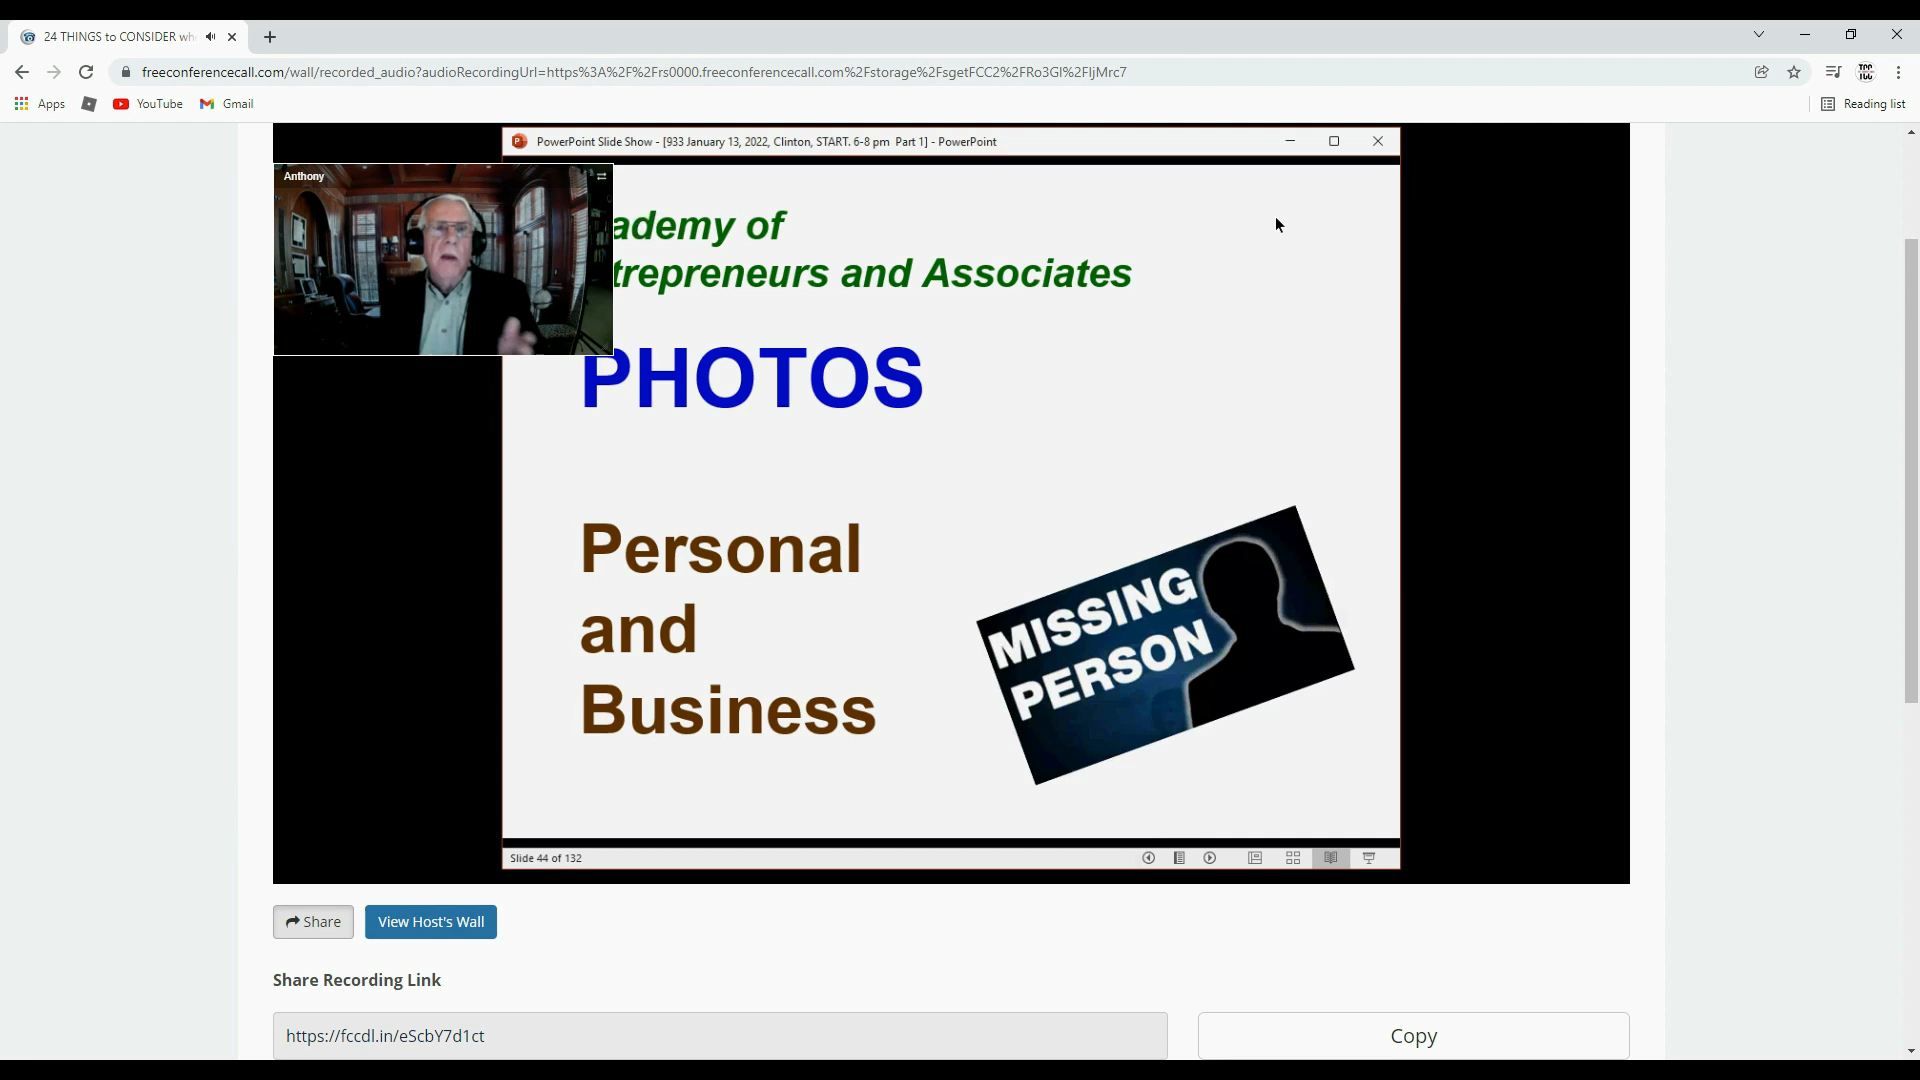 24 THINGS to CONSIDER wh
freeconferencecall.com/wall/recorded_audio?audioRecordingUrl=https%3A%2F%2Frs0000.freeconferencecall.com%2Fstorage%2FsgetFCC2%2FRo3Gl%2FljMrc7
Apps YouTube Gmail Reading list
PowerPoint Slide Show - [933 January 13, 2022, Clinton, START. 6-8 pm Part 1] - PowerPoint
Anthony
ademy of
trepreneurs and Associates
PHOTOS
Personal
and
Business
MISSING
PERSON
Slide 44 of 132
Share View Host's Wall
Share Recording Link
https://fccdl.in/eScbY7d1ct
Copy